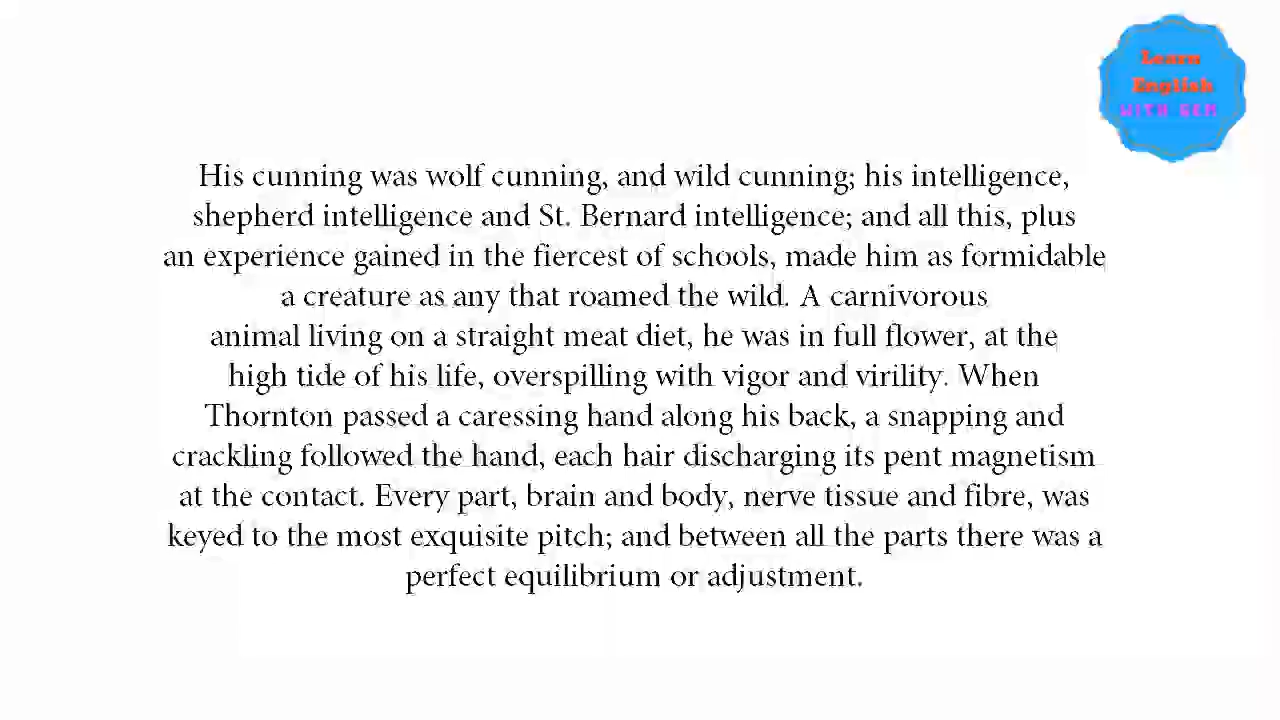 Learn
English
WITH GEM
His cunning was wolf cunning, and wild cunning; his intelligence,
shepherd intelligence and St. Bernard intelligence; and all this, plus
an experience gained in the fiercest of schools, made him as formidable
a creature as any that roamed the wild. A carnivorous
animal living on a straight meat diet, he was in full flower, at the
high tide of his life, overspilling with vigor and virility. When
Thornton passed a caressing hand along his back, a snapping and
crackling followed the hand, each hair discharging its pent magnetism
at the contact. Every part, brain and body, nerve tissue and fibre, was
keyed to the most exquisite pitch; and between all the parts there was a
perfect equilibrium or adjustment.